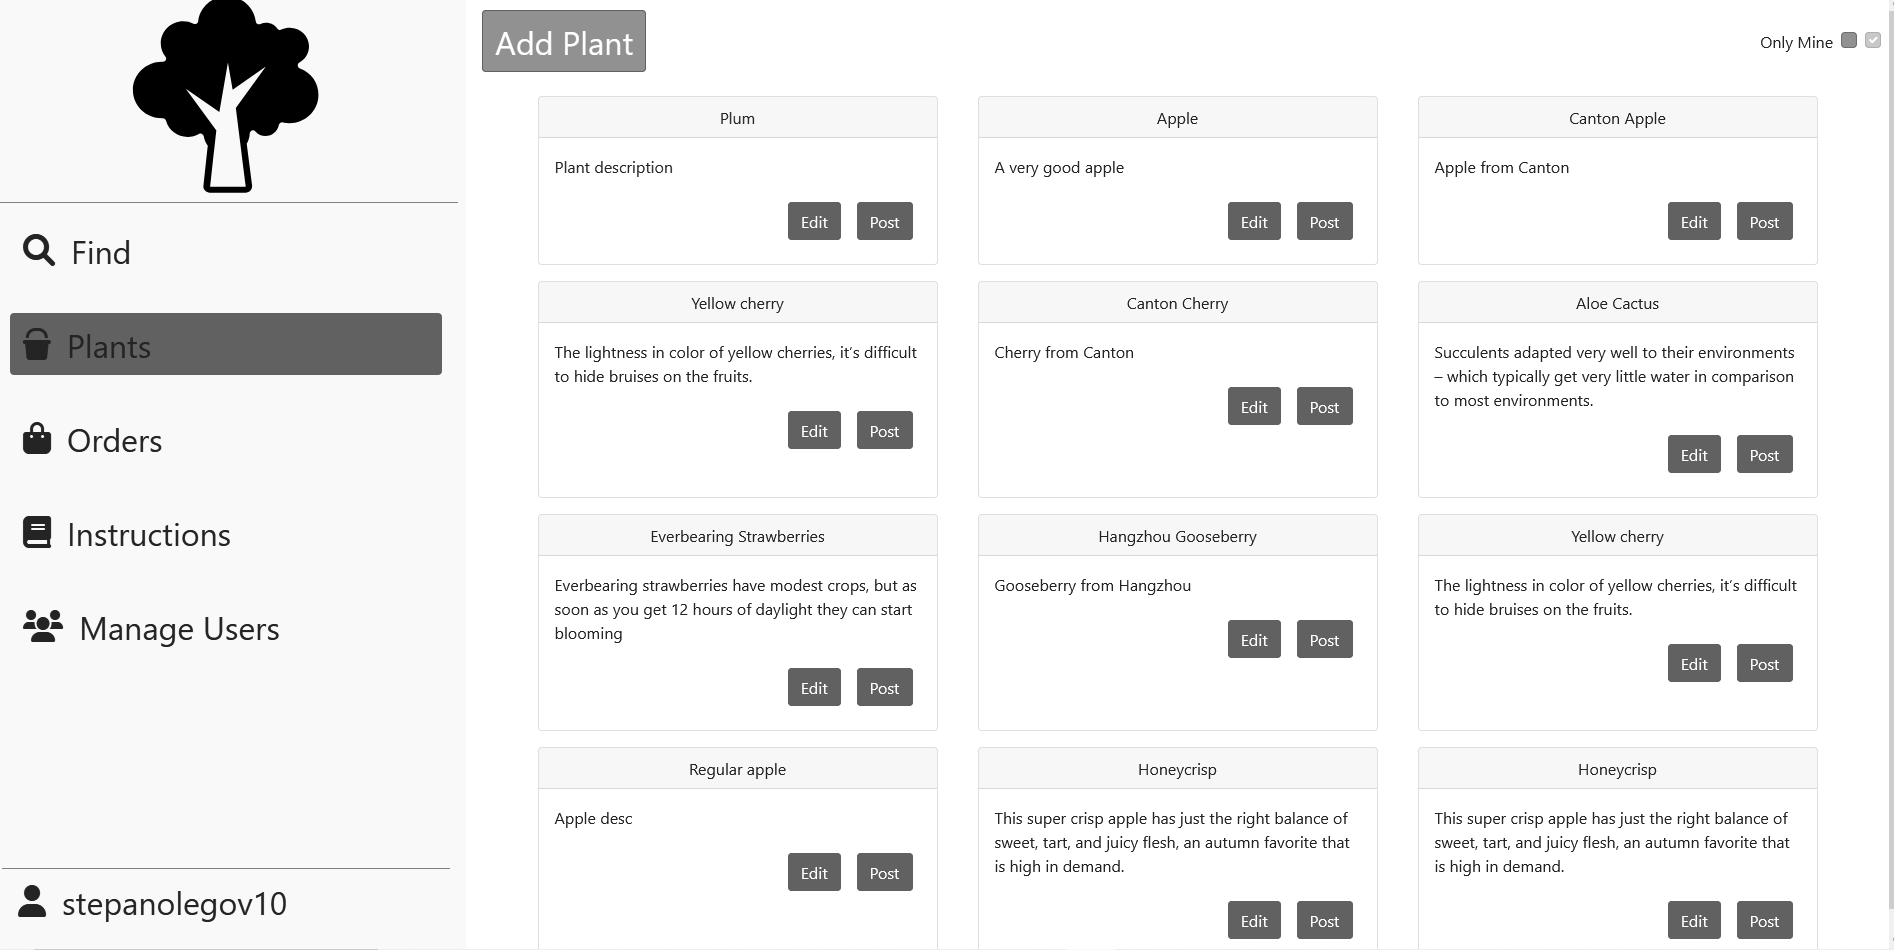 Find
Plants
Orders
Instructions
Manage Users
stepanolegov10
Add Plant
Only Mine
Plum
Plant description
Edit
Post
Apple
A very good apple
Edit
Post
Canton Apple
Apple from Canton
Edit
Post
Yellow cherry
The lightness in color of yellow cherries, it’s difficult
to hide bruises on the fruits.
Edit
Post
Canton Cherry
Cherry from Canton
Edit
Post
Aloe Cactus
Succulents adapted very well to their environments
– which typically get very little water in comparison
to most environments.
Edit
Post
Everbearing Strawberries
Everbearing strawberries have modest crops, but as
soon as you get 12 hours of daylight they can start
blooming
Edit
Post
Hangzhou Gooseberry
Gooseberry from Hangzhou
Edit
Post
Yellow cherry
The lightness in color of yellow cherries, it’s difficult
to hide bruises on the fruits.
Edit
Post
Regular apple
Apple desc
Edit
Post
Honeycrisp
This super crisp apple has just the right balance of
sweet, tart, and juicy flesh, an autumn favorite that
is high in demand.
Edit
Post
Honeycrisp
This super crisp apple has just the right balance of
sweet, tart, and juicy flesh, an autumn favorite that
is high in demand.
Edit
Post